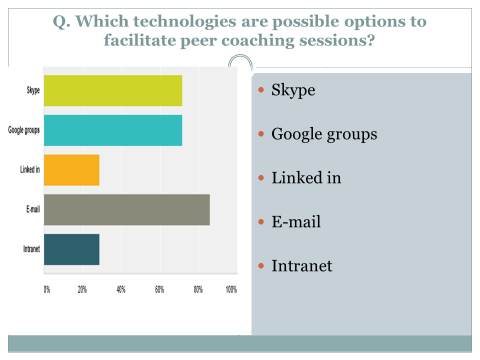 Q. Which technologies are possible options to
facilitate peer coaching sessions?
Skype
Google groups
Linked in
E-mail
Intranet
0% 20% 40% 60% 80% 100%
• Skype
• Google groups
• Linked in
• E-mail
• Intranet